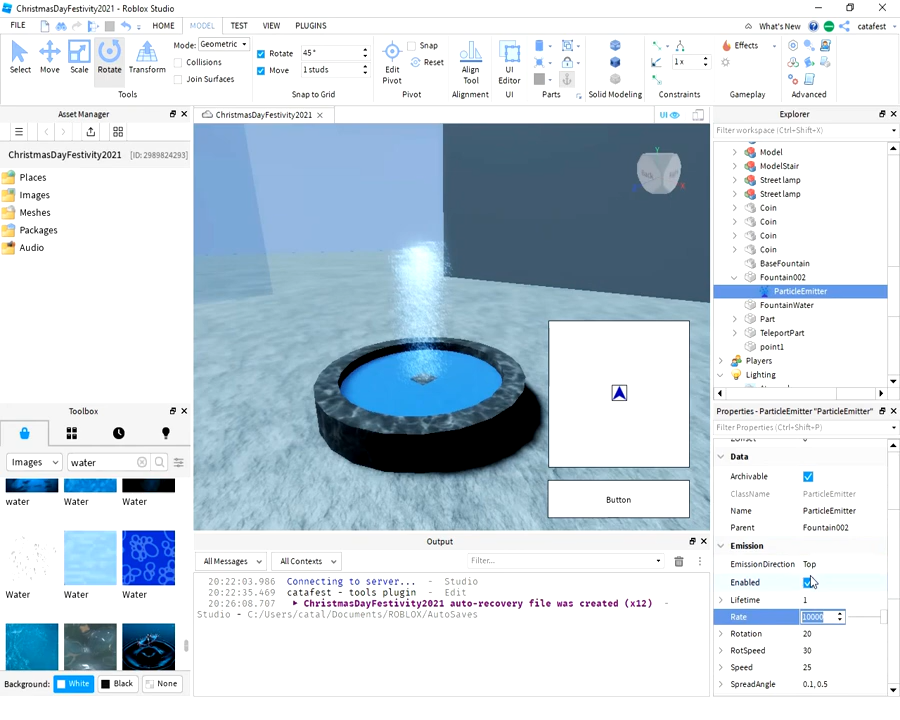 ChristmasDayFestivity2021 - Roblox Studio
FILE HOME MODEL TEST VIEW PLUGINS What's New catafest
Select Move Scale Rotate Transform
Mode: Geometric
Collisions
Join Surfaces
Tools
Rotate 45°
Move 1 studs
Snap to Grid
Edit Pivot
Snap
Reset
Pivot
Align Tool
Alignment
UI Editor
UI
Parts
Solid Modeling
1 x
Constraints
Effects
Gameplay
Advanced
Asset Manager
ChristmasDayFestivity2021 [ID: 2989824293]
Places
Images
Meshes
Packages
Audio
Toolbox
Images water
water Water Water
Water Water Water
Background: White Black None
ChristmasDayFestivity2021 UI
Button
Output
All Messages All Contexts Filter...
20:22:03.986 Connecting to server... - Studio
20:22:35.469 catafest - tools plugin - Edit
20:26:08.707 ChristmasDayFestivity2021 auto-recovery file was created (x12) -
Studio - C:/Users/catal/Documents/ROBLOX/AutoSaves
Explorer
Filter workspace (Ctrl+Shift+X)
Model
ModelStair
Street lamp
Street lamp
Coin
Coin
Coin
Coin
BaseFountain
Fountain002
ParticleEmitter
FountainWater
Part
TeleportPart
point1
Players
Lighting
Properties - ParticleEmitter "ParticleEmitter"
Filter Properties (Ctrl+Shift+P)
ZOffset 0
Data
Archivable
ClassName ParticleEmitter
Name ParticleEmitter
Parent Fountain002
Emission
EmissionDirection Top
Enabled
Lifetime 1
Rate 10000
Rotation 20
RotSpeed 30
Speed 25
SpreadAngle 0.1, 0.5